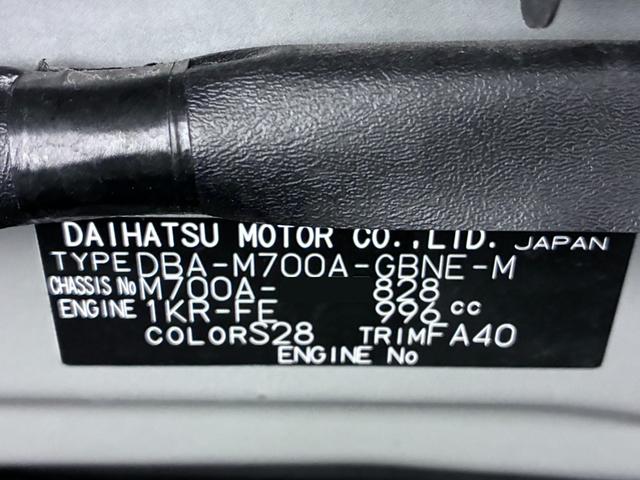 DAIHATSU MOTOR CO.,LTD. JAPAN
TYPE DBA-M700A-GBNE-M
CHASSIS No M700A- 828
ENGINE 1KR-FE 996 cc
COLOR S28 TRIM FA40
ENGINE No